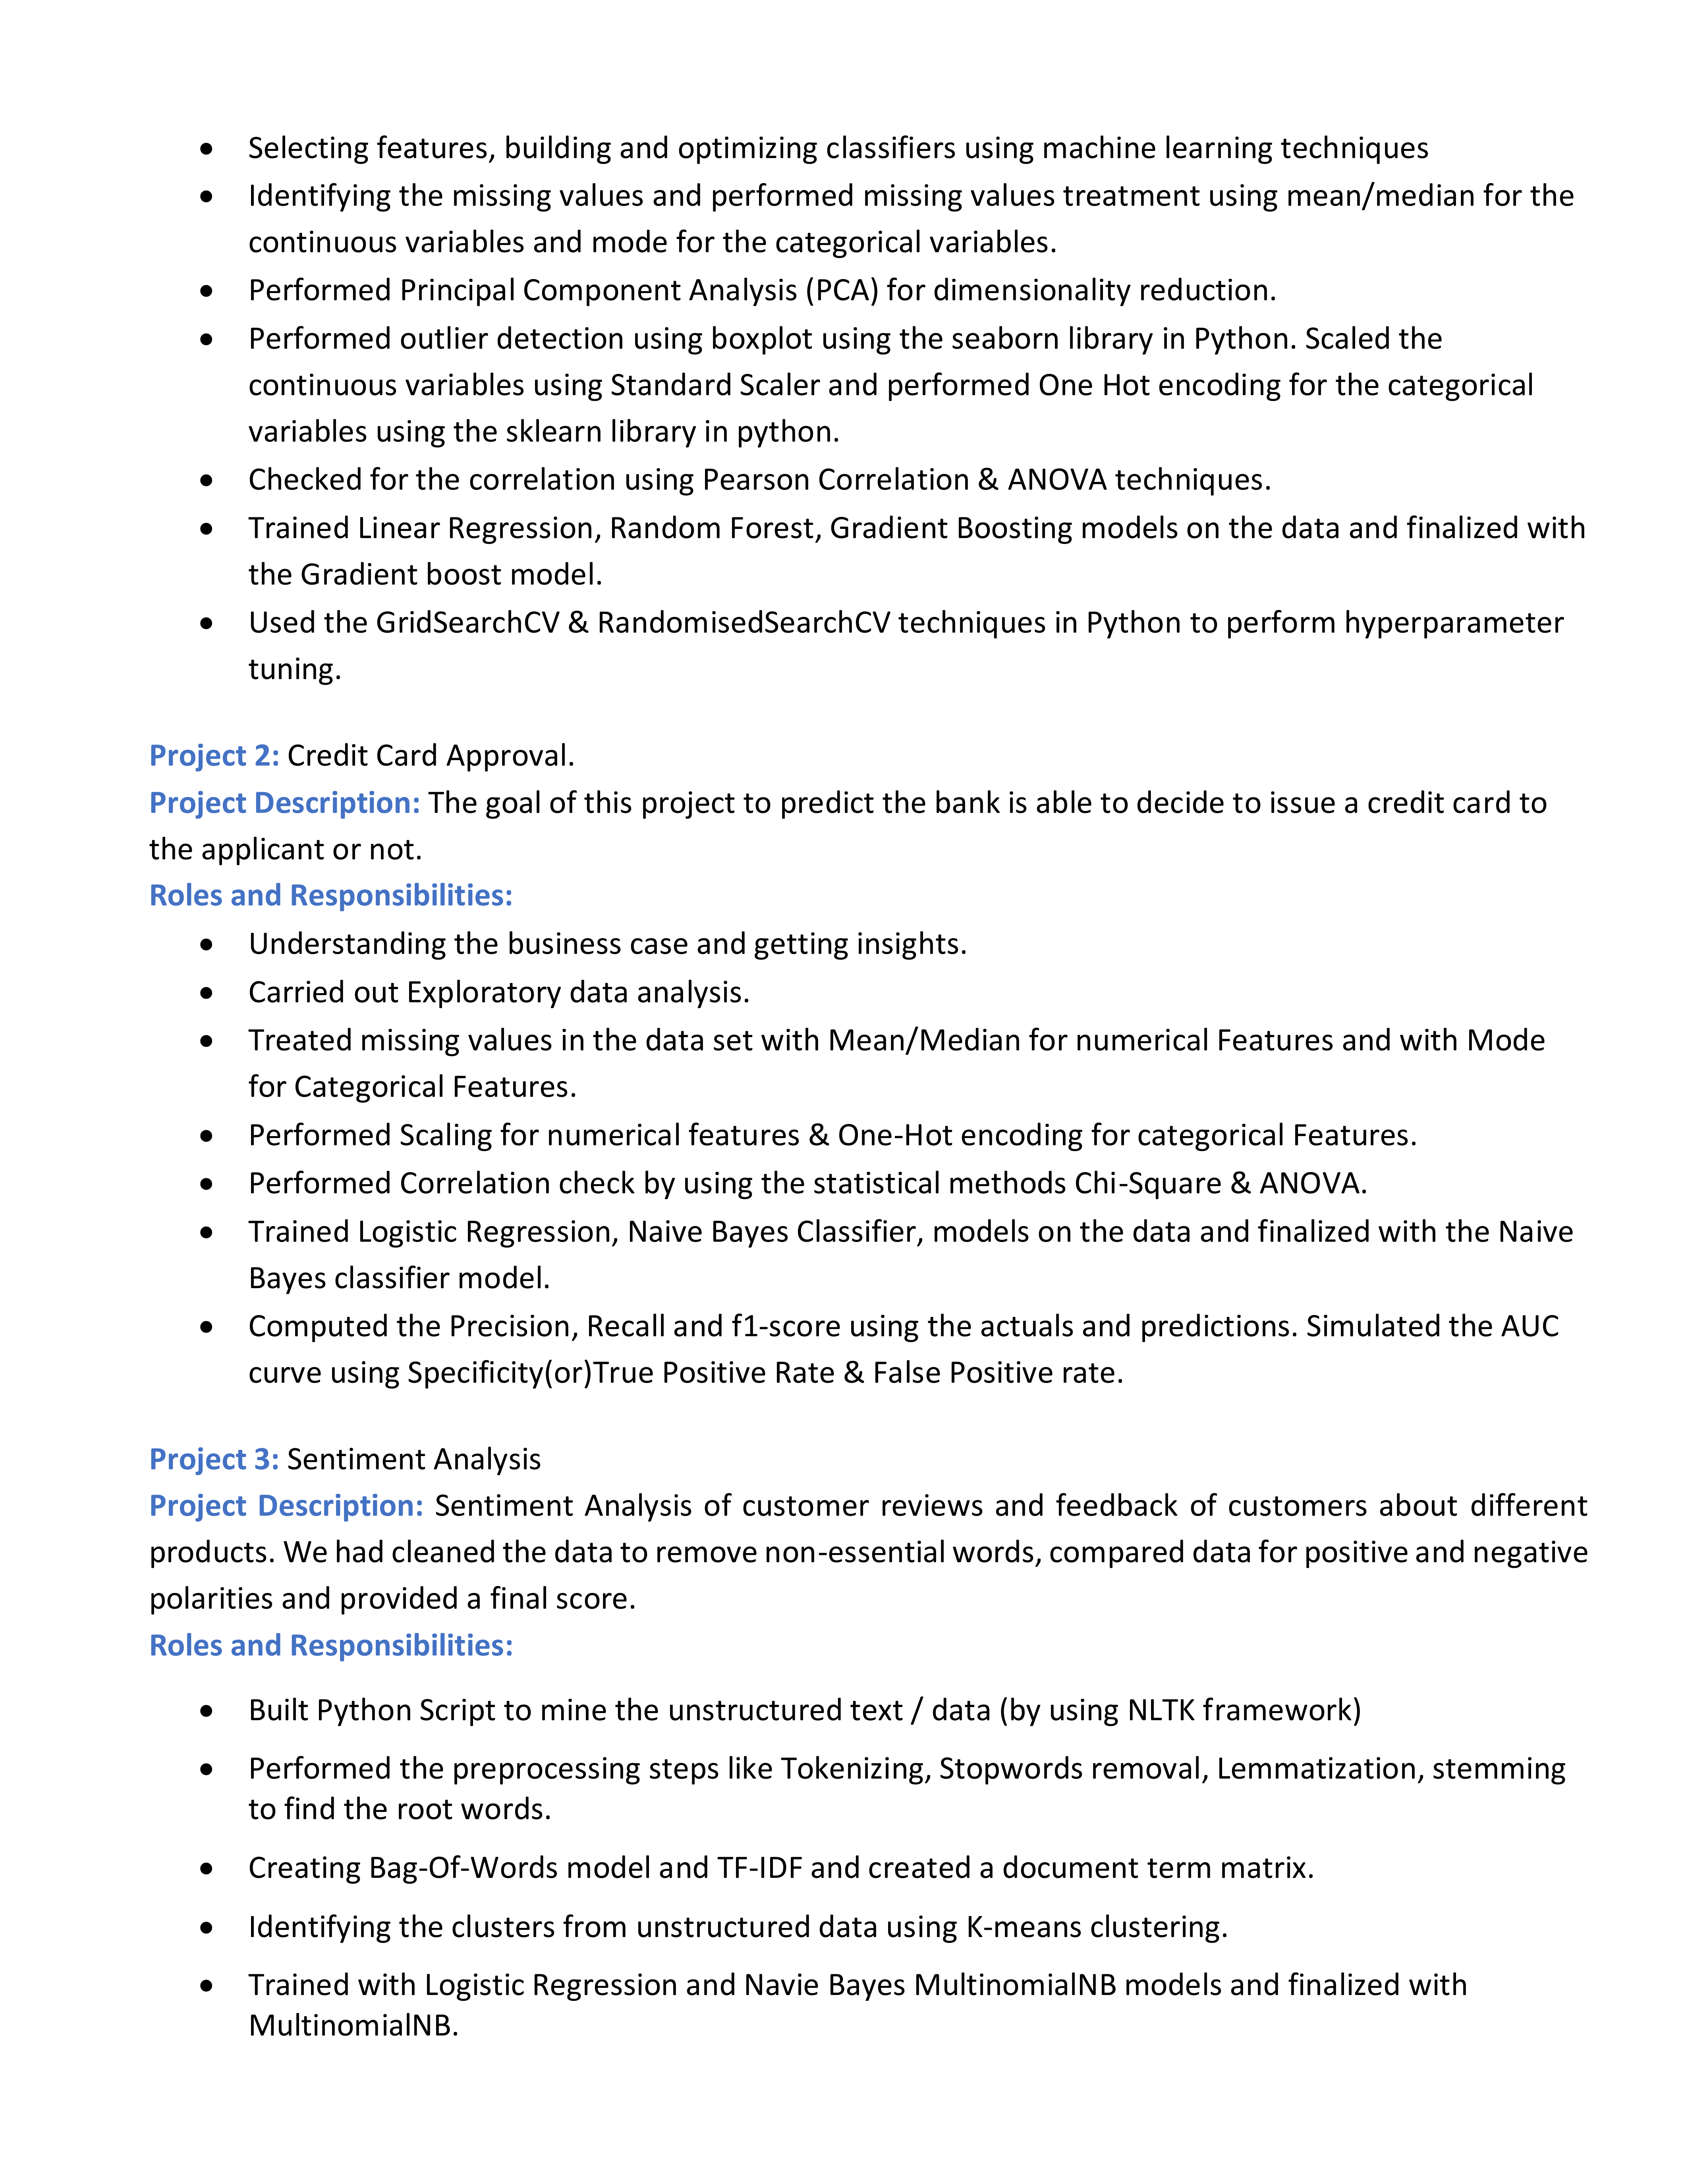 • Selecting features, building and optimizing classifiers using machine learning techniques
• Identifying the missing values and performed missing values treatment using mean/median for the
continuous variables and mode for the categorical variables.
• Performed Principal Component Analysis (PCA) for dimensionality reduction.
• Performed outlier detection using boxplot using the seaborn library in Python. Scaled the
continuous variables using Standard Scaler and performed One Hot encoding for the categorical
variables using the sklearn library in python.
• Checked for the correlation using Pearson Correlation & ANOVA techniques.
• Trained Linear Regression, Random Forest, Gradient Boosting models on the data and finalized with
the Gradient boost model.
• Used the GridSearchCV & RandomisedSearchCV techniques in Python to perform hyperparameter
tuning.
Project 2: Credit Card Approval.
Project Description: The goal of this project to predict the bank is able to decide to issue a credit card to
the applicant or not.
Roles and Responsibilities:
• Understanding the business case and getting insights.
• Carried out Exploratory data analysis.
• Treated missing values in the data set with Mean/Median for numerical Features and with Mode
for Categorical Features.
• Performed Scaling for numerical features & One-Hot encoding for categorical Features.
• Performed Correlation check by using the statistical methods Chi-Square & ANOVA.
• Trained Logistic Regression, Naive Bayes Classifier, models on the data and finalized with the Naive
Bayes classifier model.
• Computed the Precision, Recall and f1-score using the actuals and predictions. Simulated the AUC
curve using Specificity(or)True Positive Rate & False Positive rate.
Project 3: Sentiment Analysis
Project Description: Sentiment Analysis of customer reviews and feedback of customers about different
products. We had cleaned the data to remove non-essential words, compared data for positive and negative
polarities and provided a final score.
Roles and Responsibilities:
• Built Python Script to mine the unstructured text / data (by using NLTK framework)
• Performed the preprocessing steps like Tokenizing, Stopwords removal, Lemmatization, stemming
to find the root words.
• Creating Bag-Of-Words model and TF-IDF and created a document term matrix.
• Identifying the clusters from unstructured data using K-means clustering.
• Trained with Logistic Regression and Navie Bayes MultinomialNB models and finalized with
MultinomialNB.